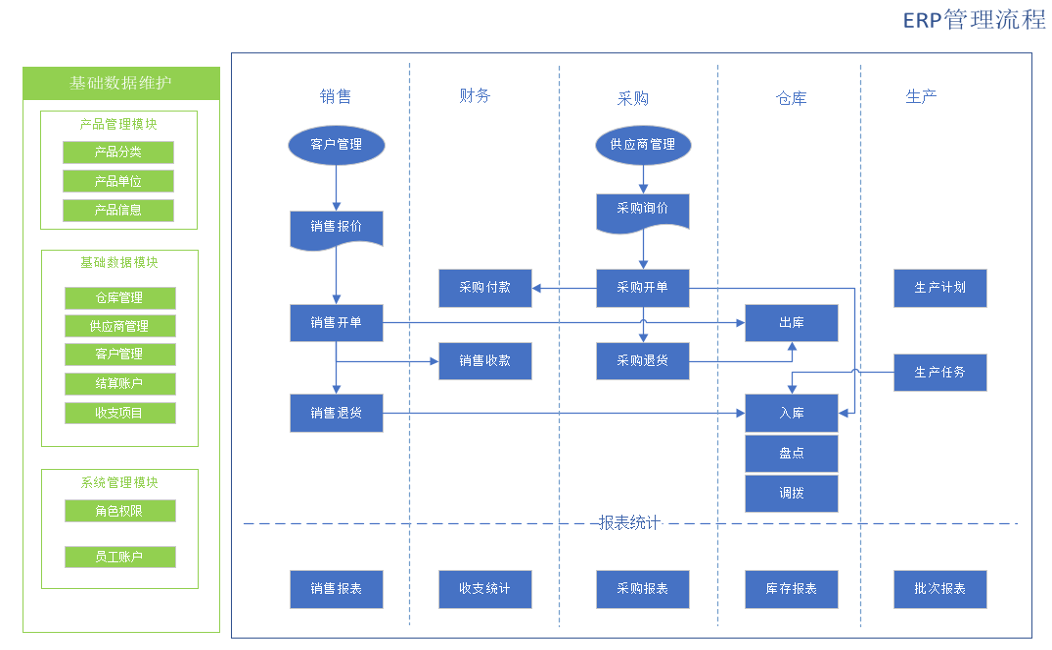 ERP管理流程
基础数据维护
产品管理模块
产品分类
产品单位
产品信息
基础数据模块
仓库管理
供应商管理
客户管理
结算账户
收支项目
系统管理模块
角色权限
员工账户
销售
财务
采购
仓库
生产
客户管理
供应商管理
销售报价
采购询价
采购付款
采购开单
生产计划
销售开单
出库
销售收款
采购退货
生产任务
销售退货
入库
盘点
调拨
报表统计
销售报表
收支统计
采购报表
库存报表
批次报表